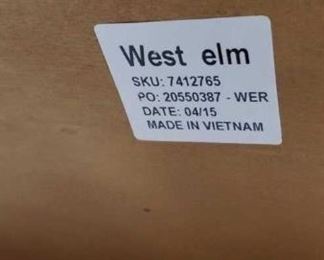 West elm
SKU: 7412765
PO: 20550387 - WER
DATE: 04/15
MADE IN VIETNAM